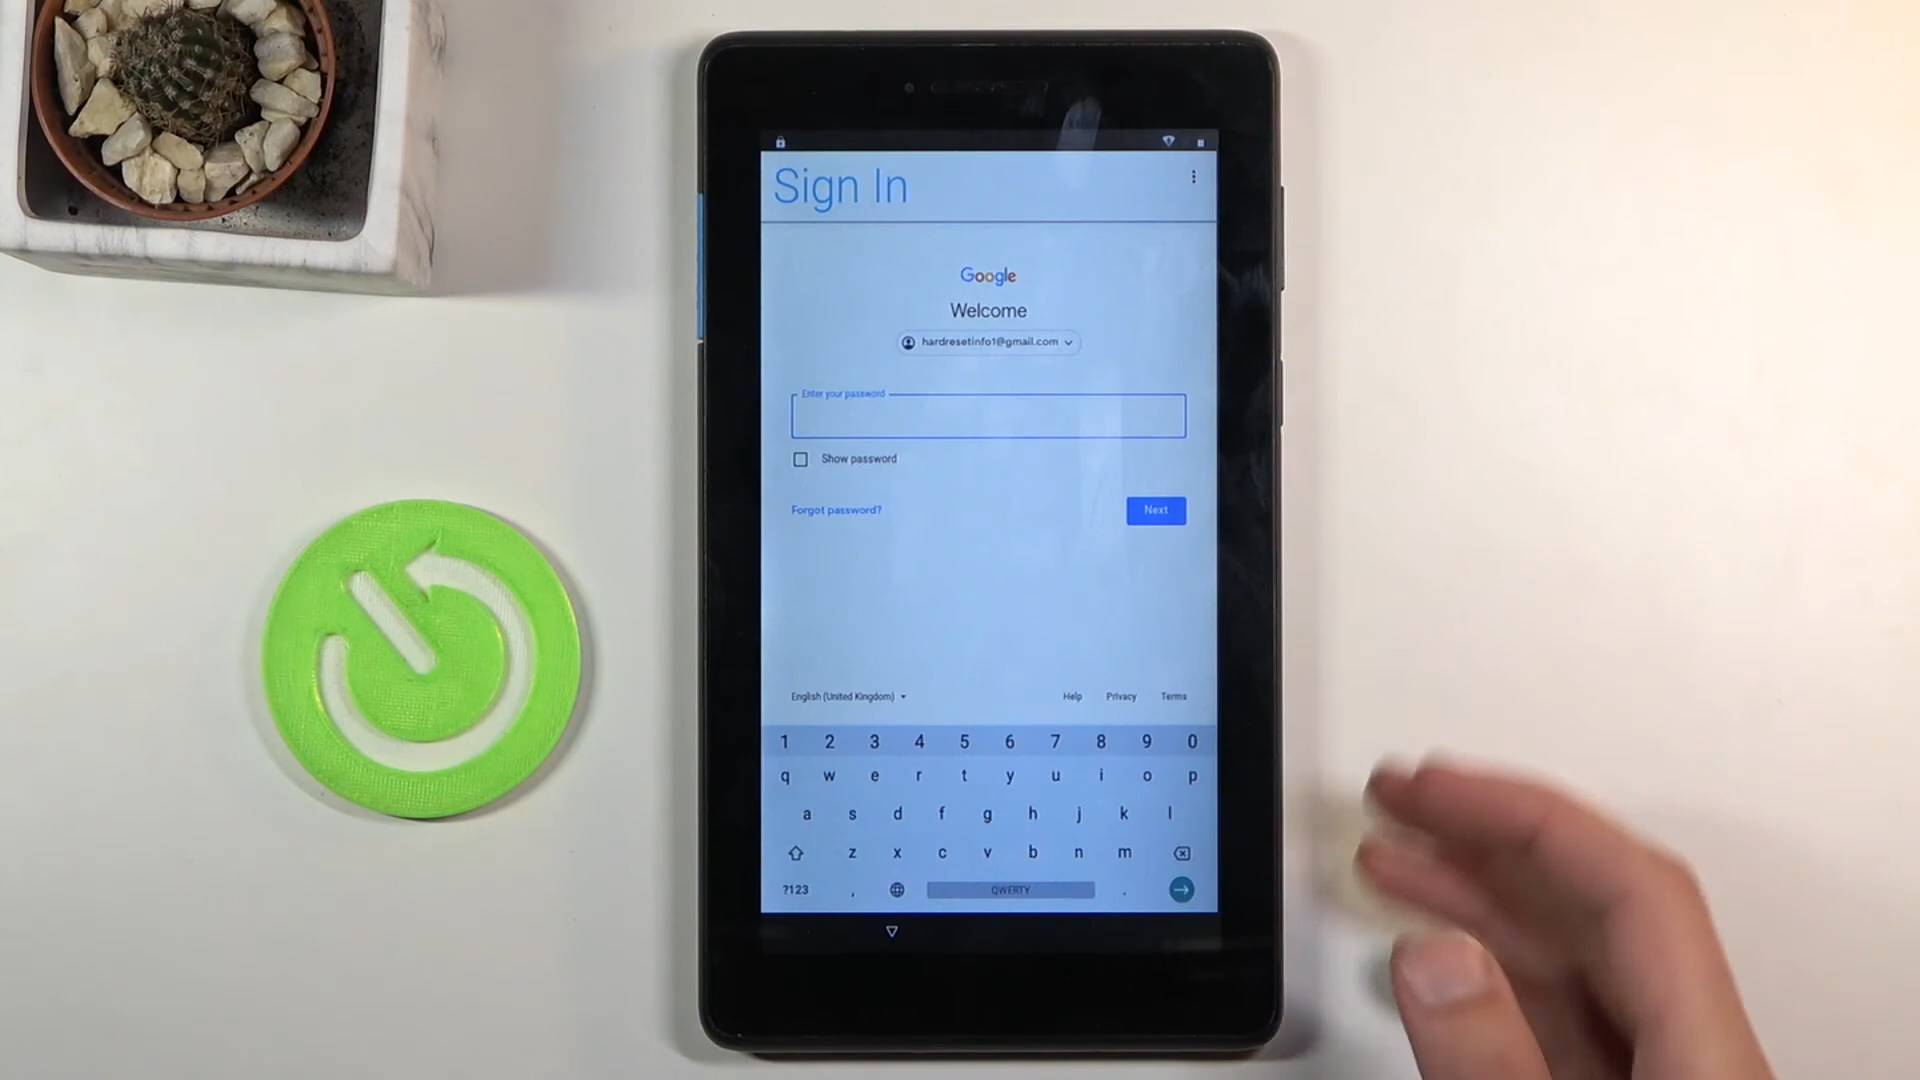 Sign In
Google
Welcome
hardresetinfo1@gmail.com
Enter your password
Show password
Forgot password?
Next
English (United Kingdom)
Help Privacy Terms
1 2 3 4 5 6 7 8 9 0
q w e r t y u i o p
a s d f g h j k l
z x c v b n m
?123 , QWERTY .